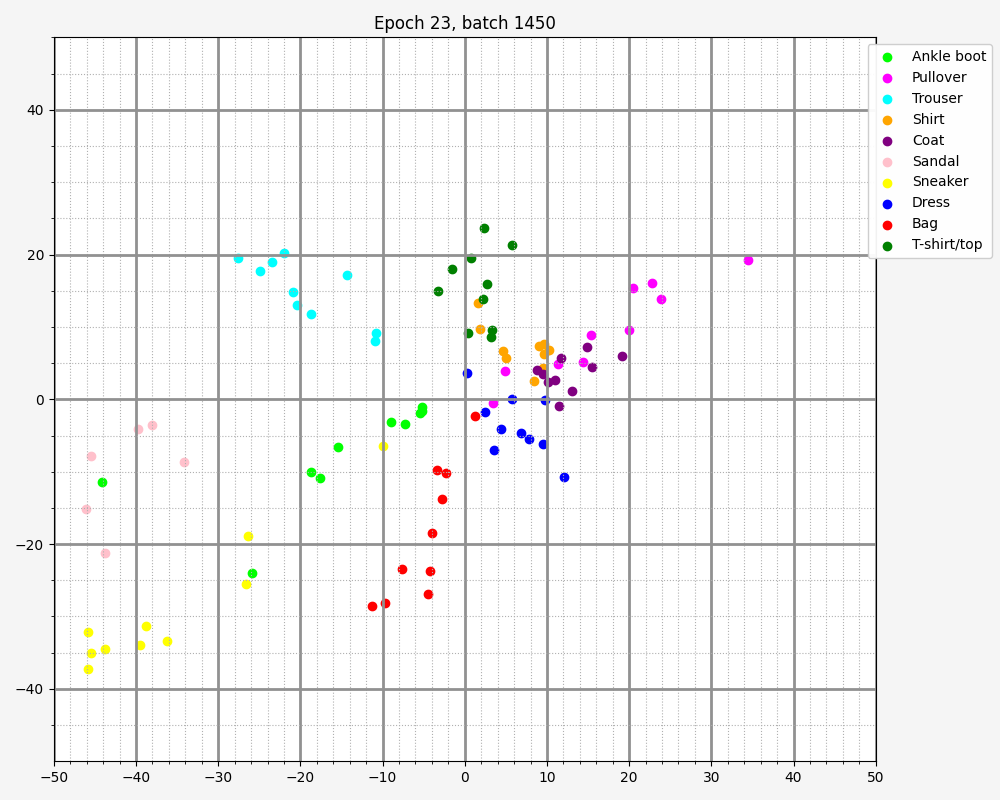 Epoch 23, batch 1450
Ankle boot
Pullover
Trouser
Shirt
Coat
Sandal
Sneaker
Dress
Bag
T-shirt/top
40
20
0
−20
−40
−50 −40 −30 −20 −10 0 10 20 30 40 50